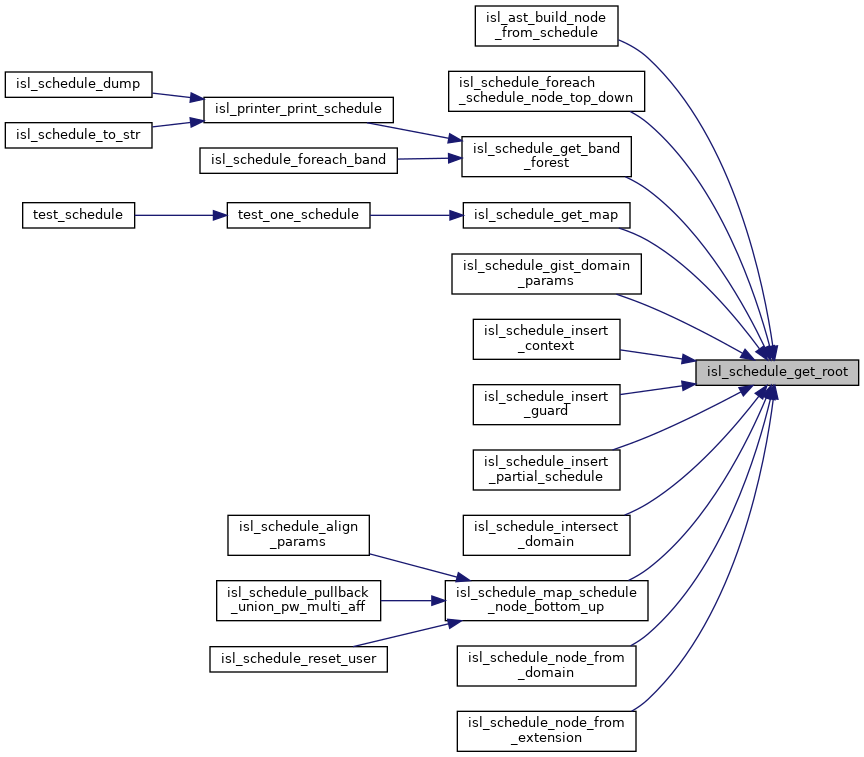 isl_ast_build_node
_from_schedule
isl_schedule_foreach
_schedule_node_top_down
isl_schedule_dump
isl_printer_print_schedule
isl_schedule_to_str
isl_schedule_get_band
_forest
isl_schedule_foreach_band
test_schedule
test_one_schedule
isl_schedule_get_map
isl_schedule_gist_domain
_params
isl_schedule_insert
_context
isl_schedule_get_root
isl_schedule_insert
_guard
isl_schedule_insert
_partial_schedule
isl_schedule_intersect
_domain
isl_schedule_align
_params
isl_schedule_pullback
_union_pw_multi_aff
isl_schedule_map_schedule
_node_bottom_up
isl_schedule_reset_user
isl_schedule_node_from
_domain
isl_schedule_node_from
_extension